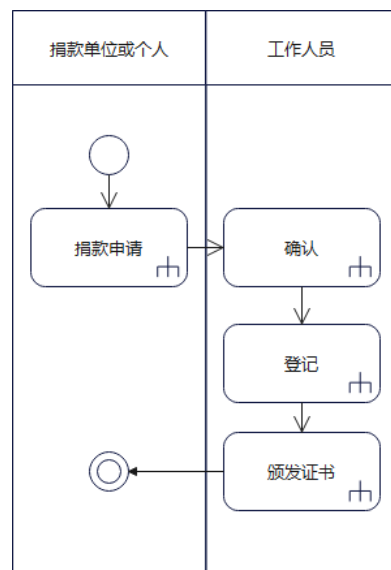 捐款单位或个人
工作人员
捐款申请
确认
登记
颁发证书